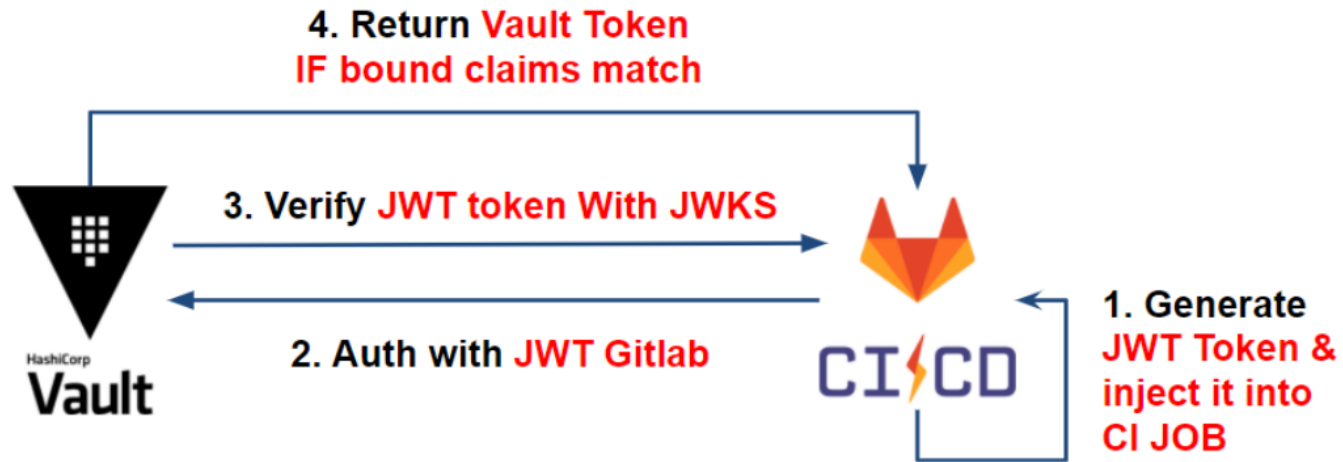 4. Return Vault Token
IF bound claims match
3. Verify JWT token With JWKS
2. Auth with JWT Gitlab
HashiCorp
Vault
CI CD
1. Generate
JWT Token &
inject it into
CI JOB